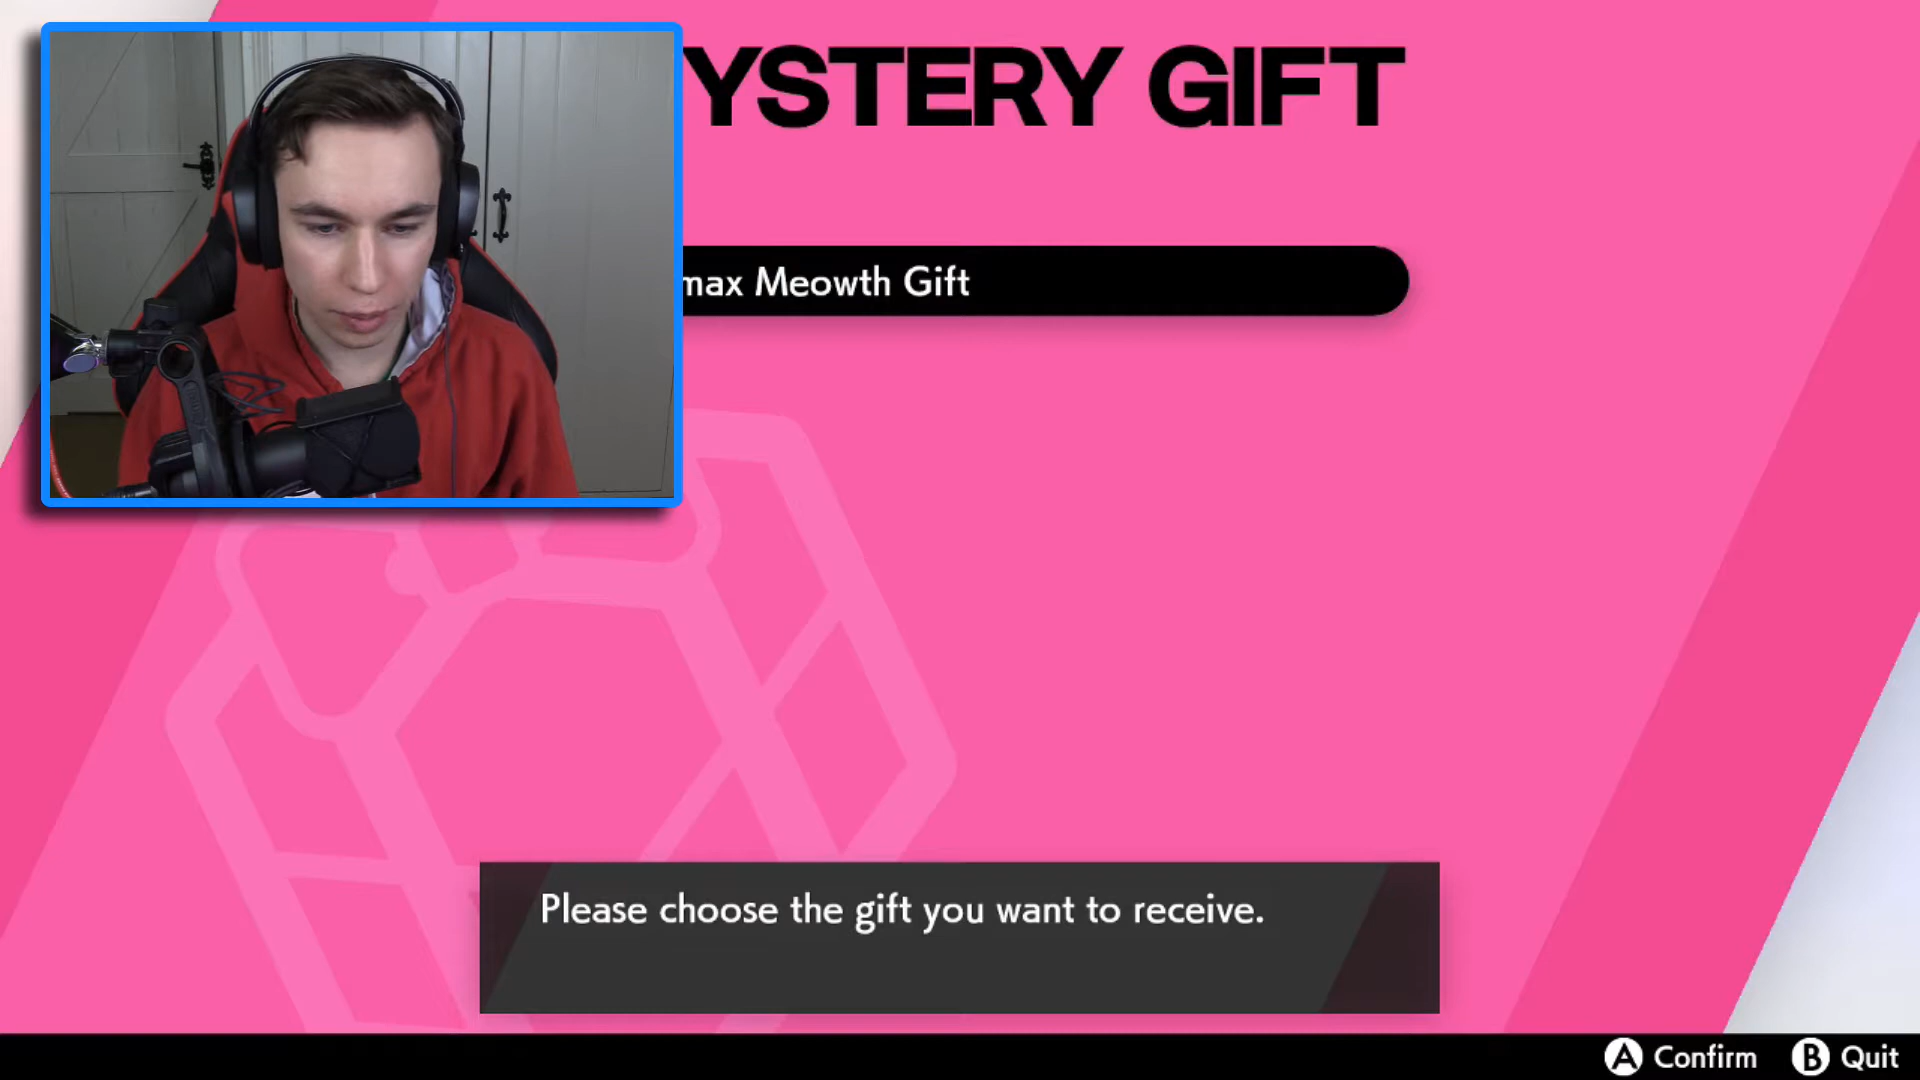 YSTERY GIFT
max Meowth Gift
Please choose the gift you want to receive.
A Confirm B Quit